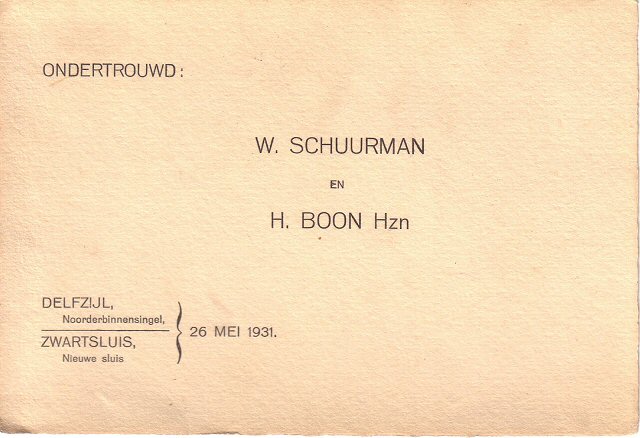 ONDERTROUWD:
W. SCHUURMAN
EN
H. BOON Hzn
DELFZIJL,
Noorderbinnensingel,
ZWARTSLUIS,
Nieuwe sluis
26 MEI 1931.